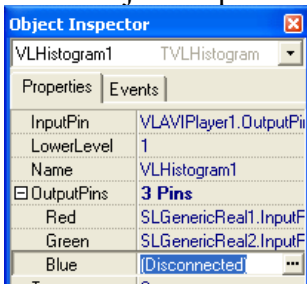 Object Inspector
VLHistogram1 TVLHistogram
Properties Events
InputPin VLAVIPlayer1.OutputPi
LowerLevel 1
Name VLHistogram1
OutputPins 3 Pins
Red SLGenericReal1.InputF
Green SLGenericReal2.InputF
Blue (Disconnected) ...